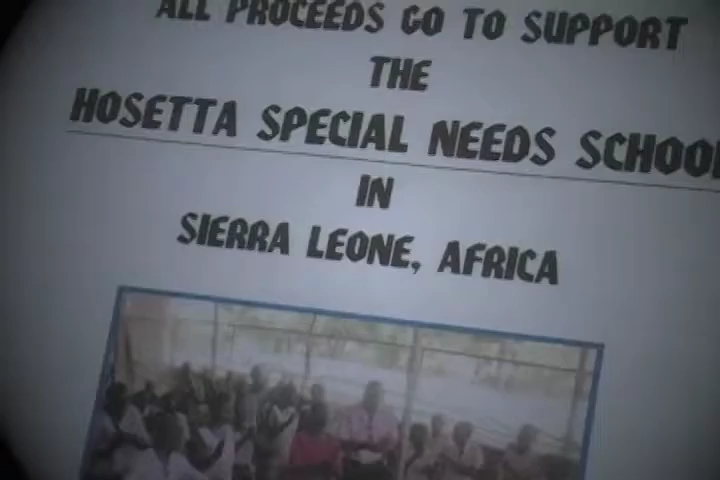 ALL PROCEEDS GO TO SUPPORT
THE
HOSETTA SPECIAL NEEDS SCHOOL
IN
SIERRA LEONE, AFRICA